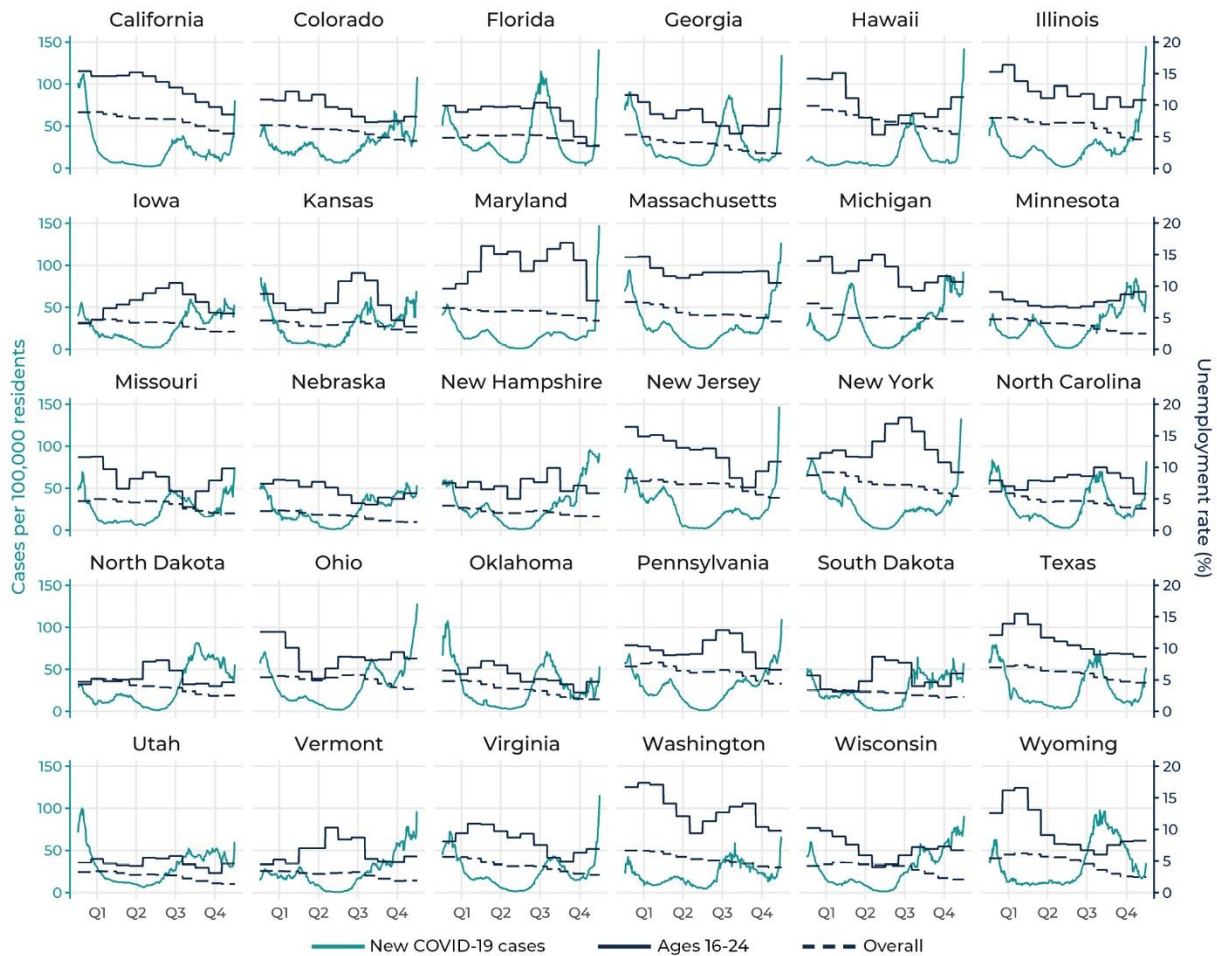 California Colorado Florida Georgia Hawaii Illinois
150 20
100 15
10
50 5
0 0
Iowa Kansas Maryland Massachusetts Michigan Minnesota
150 20
100 15
10
50 5
0 0
Missouri Nebraska New Hampshire New Jersey New York North Carolina
150 20
100 15
10
50 5
0 0
North Dakota Ohio Oklahoma Pennsylvania South Dakota Texas
150 20
100 15
10
50 5
0 0
Utah Vermont Virginia Washington Wisconsin Wyoming
150 20
100 15
10
50 5
0 0
Q1 Q2 Q3 Q4 Q1 Q2 Q3 Q4 Q1 Q2 Q3 Q4 Q1 Q2 Q3 Q4 Q1 Q2 Q3 Q4 Q1 Q2 Q3 Q4
Cases per 100,000 residents
Unemployment rate (%)
New COVID-19 cases Ages 16-24 Overall